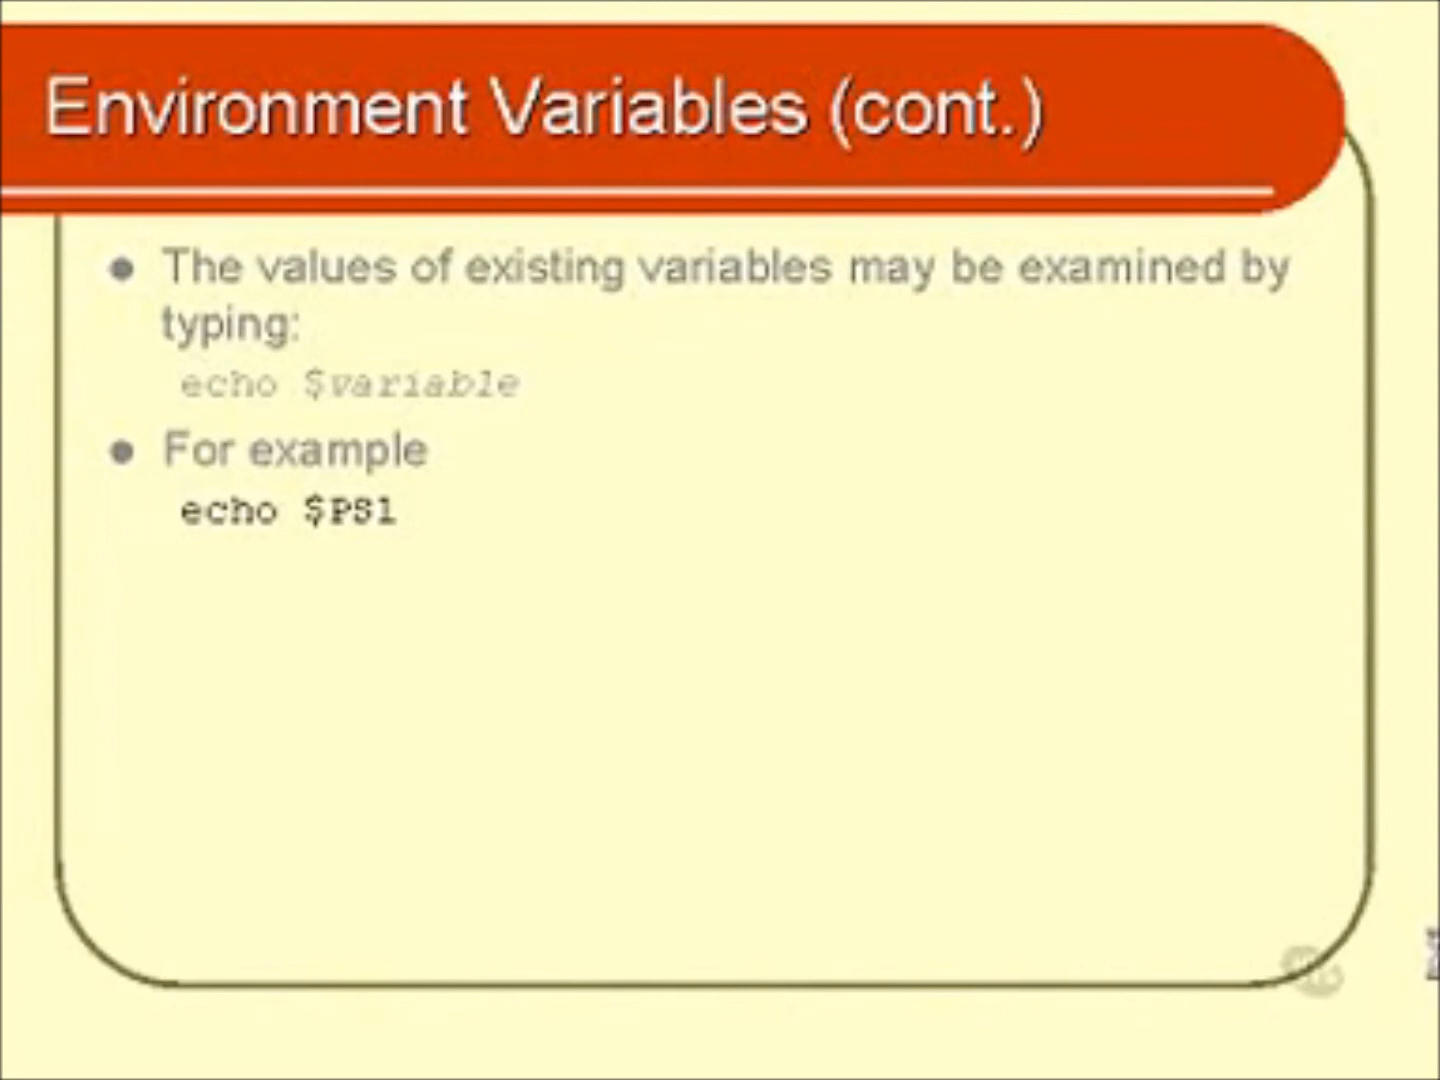 Environment Variables (cont.)
● The values of existing variables may be examined by
typing:
echo $variable
● For example
echo $PS1